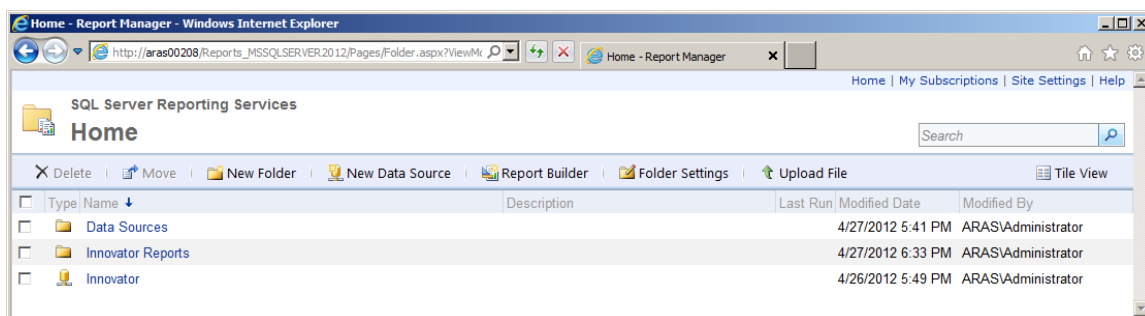 Home - Report Manager - Windows Internet Explorer
http://aras00208/Reports_MSSQLSERVER2012/Pages/Folder.aspx?ViewMc
Home - Report Manager
Home | My Subscriptions | Site Settings | Help
SQL Server Reporting Services
Home
Search
Delete | Move | New Folder | New Data Source | Report Builder | Folder Settings | Upload File Tile View
Type Name Description Last Run Modified Date Modified By
Data Sources 4/27/2012 5:41 PM ARAS\Administrator
Innovator Reports 4/27/2012 6:33 PM ARAS\Administrator
Innovator 4/26/2012 5:49 PM ARAS\Administrator